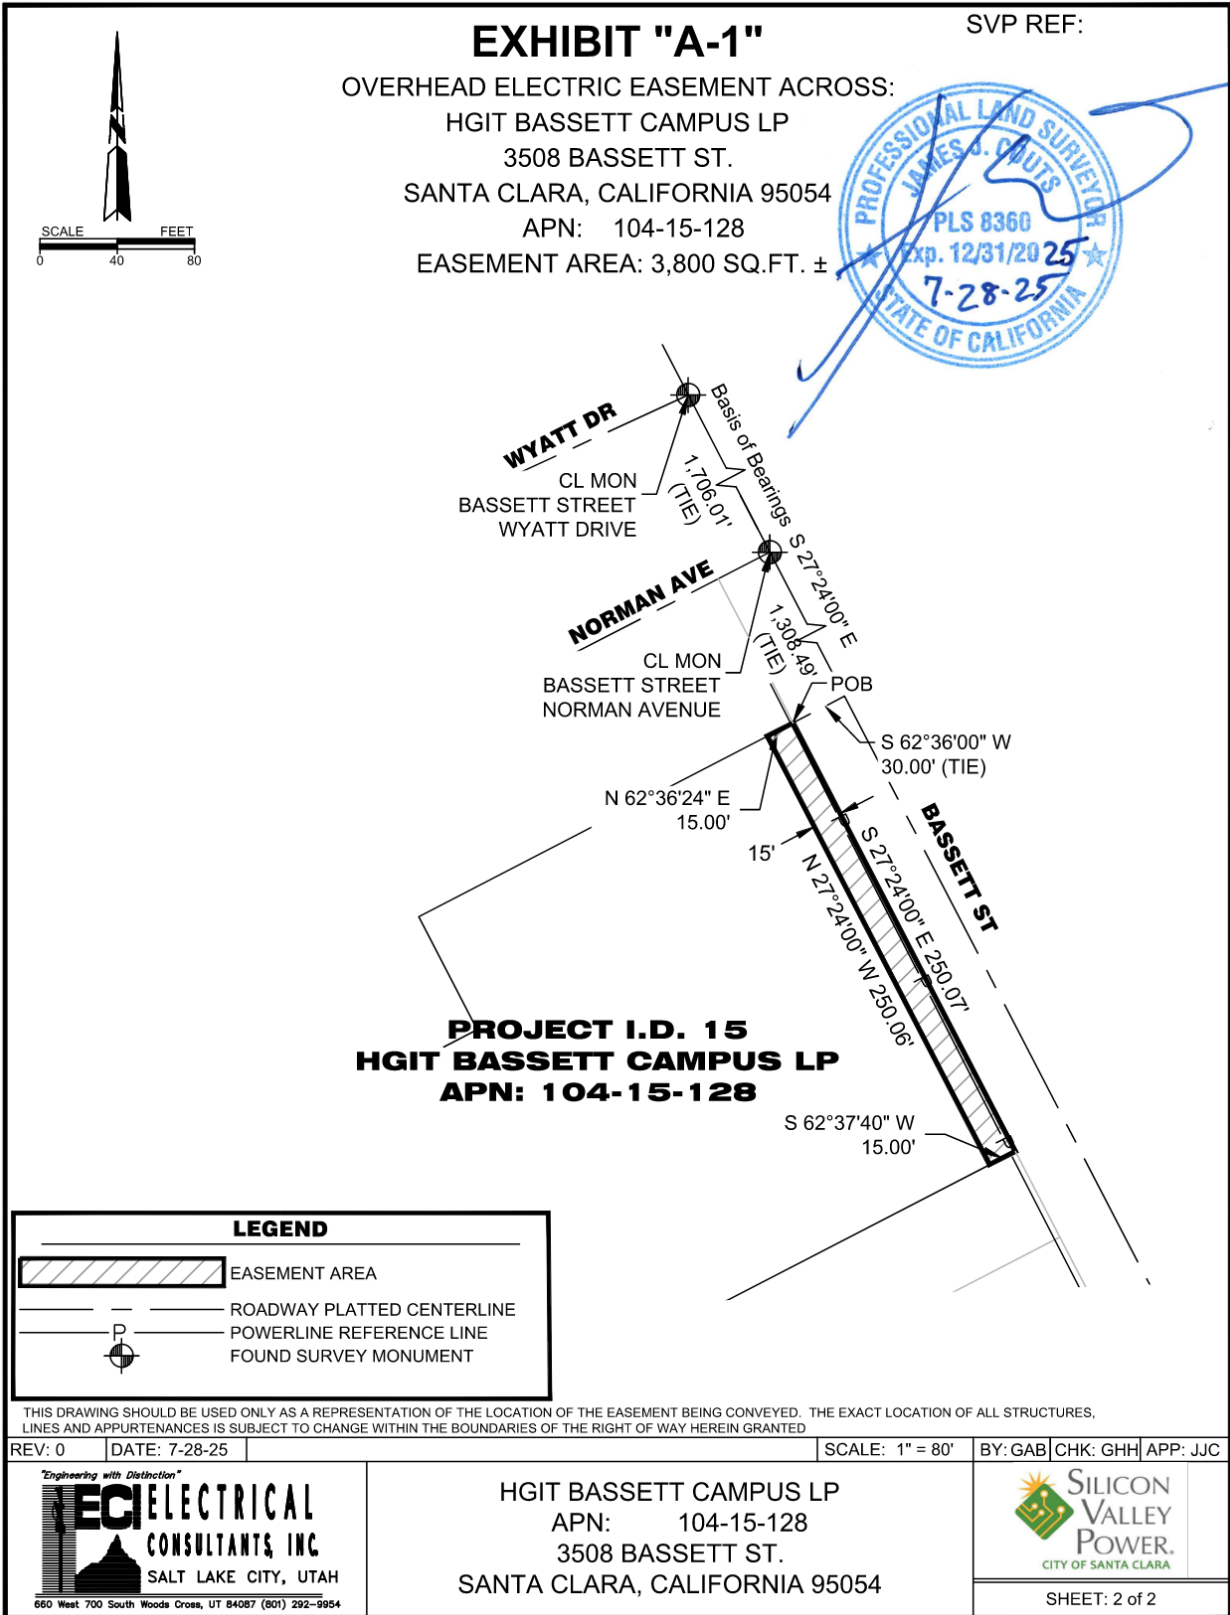 EXHIBIT "A-1"
SVP REF:
OVERHEAD ELECTRIC EASEMENT ACROSS:
HGIT BASSETT CAMPUS LP
3508 BASSETT ST.
SANTA CLARA, CALIFORNIA 95054
APN: 104-15-128
EASEMENT AREA: 3,800 SQ.FT. ±
N
SCALE FEET
0 40 80
PROFESSIONAL LAND SURVEYOR
JAMES J. COUTS
PLS 8360
Exp. 12/31/2025
7-28-25
STATE OF CALIFORNIA
WYATT DR
CL MON
BASSETT STREET
WYATT DRIVE
Basis of Bearings S 27°24'00" E
1,706.01'
(TIE)
NORMAN AVE
CL MON
BASSETT STREET
NORMAN AVENUE
1,308.49'
(TIE)
POB
S 62°36'00" W
30.00' (TIE)
N 62°36'24" E
15.00'
15'
BASSETT ST
P
S 27°24'00" E 250.07'
N 27°24'00" W 250.06'
P
P
PROJECT I.D. 15
HGIT BASSETT CAMPUS LP
APN: 104-15-128
S 62°37'40" W
15.00'
LEGEND
EASEMENT AREA
ROADWAY PLATTED CENTERLINE
P POWERLINE REFERENCE LINE
FOUND SURVEY MONUMENT
THIS DRAWING SHOULD BE USED ONLY AS A REPRESENTATION OF THE LOCATION OF THE EASEMENT BEING CONVEYED. THE EXACT LOCATION OF ALL STRUCTURES,
LINES AND APPURTENANCES IS SUBJECT TO CHANGE WITHIN THE BOUNDARIES OF THE RIGHT OF WAY HEREIN GRANTED
REV: 0 DATE: 7-28-25 SCALE: 1" = 80' BY: GAB CHK: GHH APP: JJC
"Engineering with Distinction"
ECI ELECTRICAL
CONSULTANTS, INC.
SALT LAKE CITY, UTAH
660 West 700 South Woods Cross, UT 84087 (801) 292-9954
HGIT BASSETT CAMPUS LP
APN: 104-15-128
3508 BASSETT ST.
SANTA CLARA, CALIFORNIA 95054
SILICON
VALLEY
POWER.
CITY OF SANTA CLARA
SHEET: 2 of 2